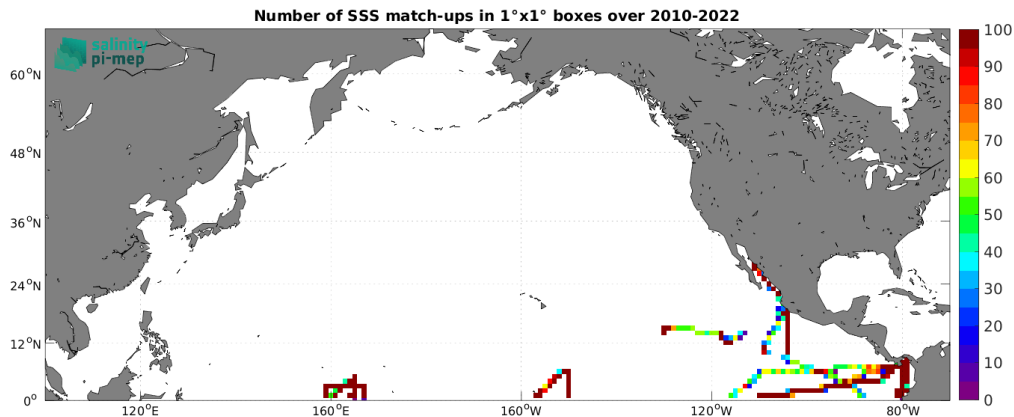 Number of SSS match-ups in 1°x1° boxes over 2010-2022
salinity
pi-mep
60°N
48°N
36°N
24°N
12°N
0°
120°E
160°E
160°W
120°W
80°W
100
90
80
70
60
50
40
30
20
10
0